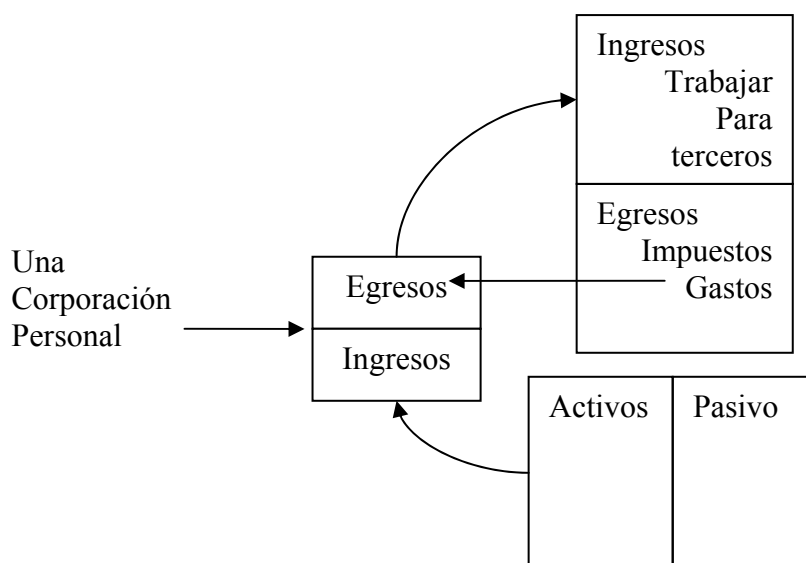 Ingresos
Trabajar
Para
terceros
Egresos
Impuestos
Gastos
Una
Corporación
Personal
Egresos
Ingresos
Activos
Pasivo